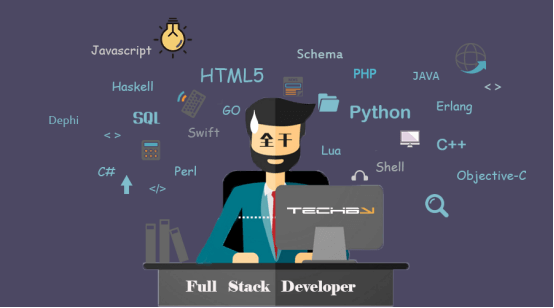 Javascript
Schema
HTML5
PHP
JAVA
Haskell
< >
GO
Python
Erlang
Dephi
SQL
Swift
< >
全干
C++
Lua
C#
Perl
Shell
</>
Objective-C
TECHBY
Full Stack Developer